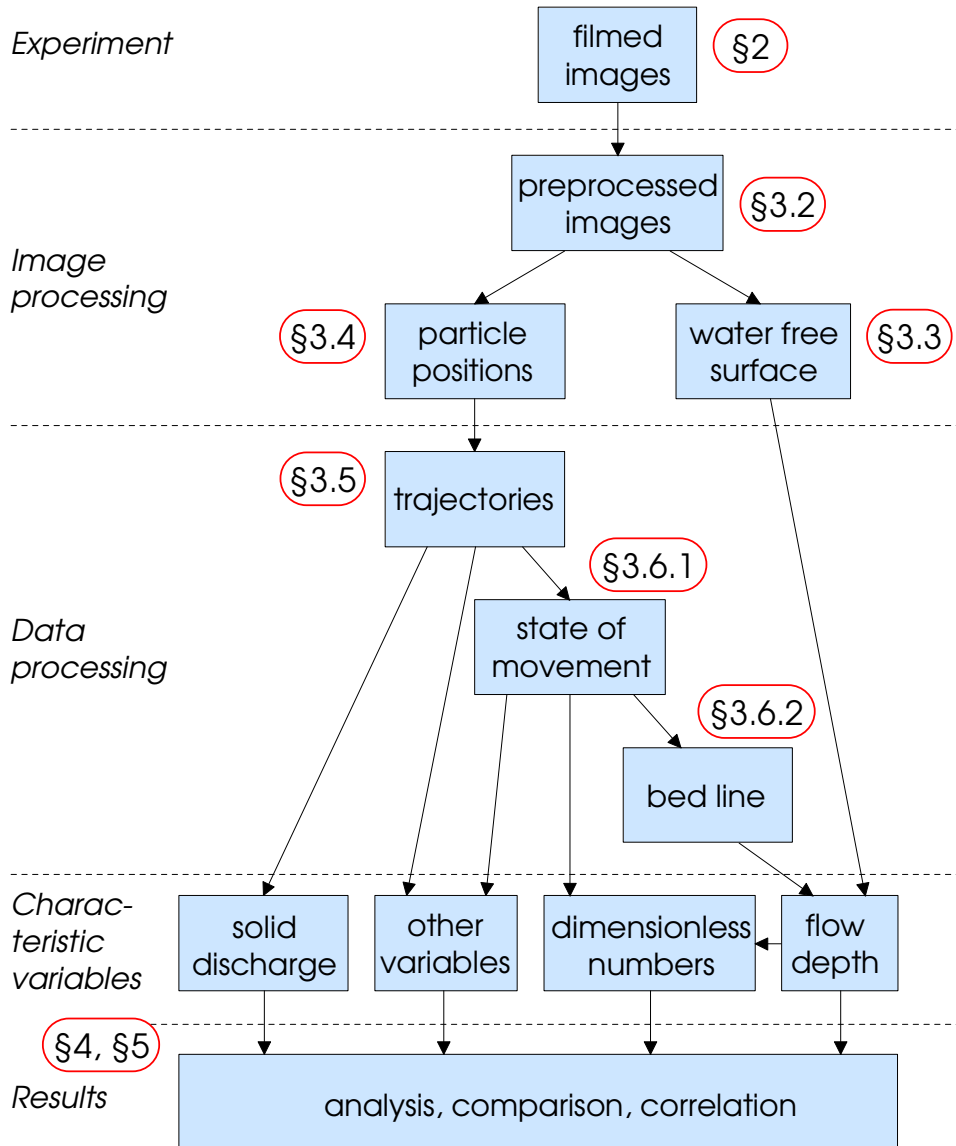 Experiment
filmed
images
§2
preprocessed
images
§3.2
Image
processing
§3.4
particle
positions
water free
surface
§3.3
§3.5
trajectories
§3.6.1
state of
movement
Data
processing
§3.6.2
bed line
Charac-
teristic
variables
solid
discharge
other
variables
dimensionless
numbers
flow
depth
§4, §5
Results
analysis, comparison, correlation